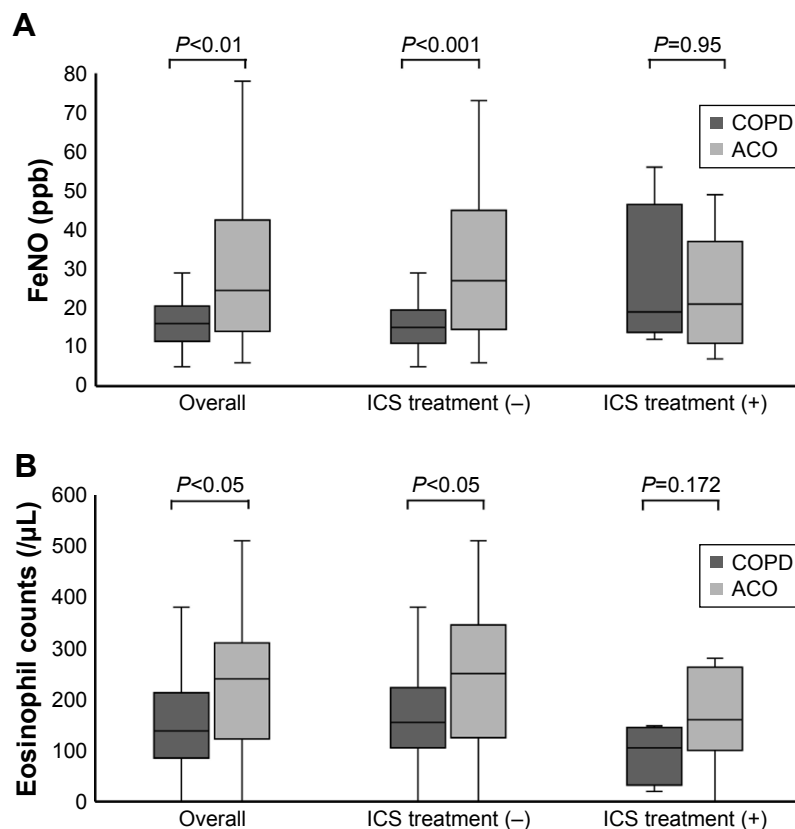 A
P<0.01
P<0.001
P=0.95
80
70
60
50
40
30
20
10
0
FeNO (ppb)
COPD
ACO
Overall
ICS treatment (–)
ICS treatment (+)
B
P<0.05
P<0.05
P=0.172
600
500
400
300
200
100
0
Eosinophil counts (/µL)
COPD
ACO
Overall
ICS treatment (–)
ICS treatment (+)